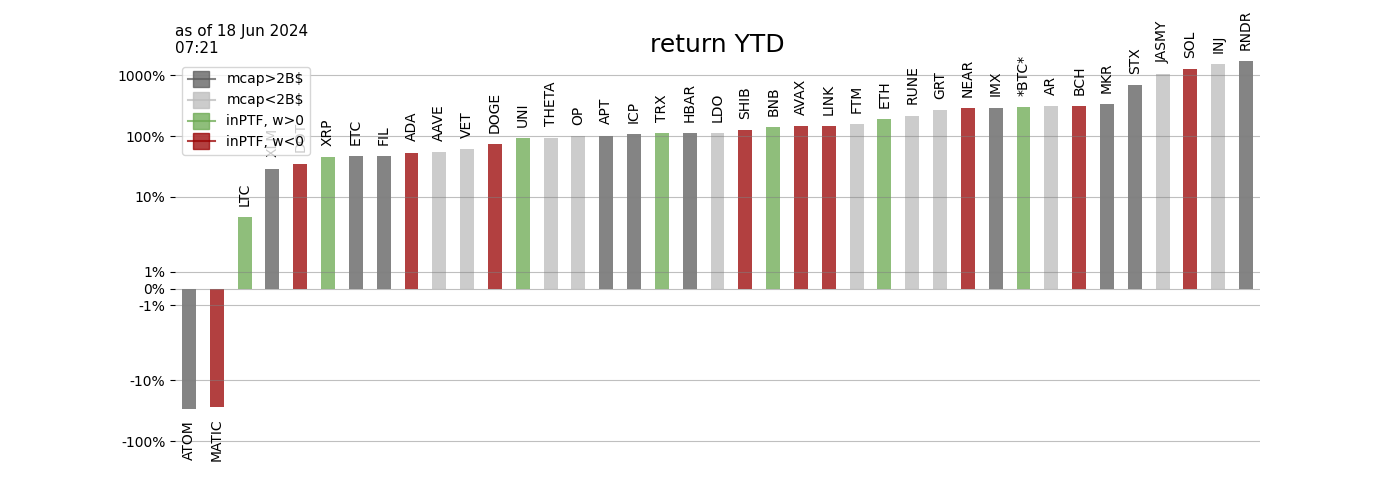 as of 18 Jun 2024
07:21
return YTD
mcap>2B$
mcap<2B$
inPTF, w>0
inPTF, w<0
1000%
100%
10%
1%
0%
-1%
-10%
-100%
ATOM
MATIC
LTC
XRP
ETC
FIL
ADA
AAVE
VET
DOGE
UNI
THETA
OP
APT
ICP
TRX
HBAR
LDO
SHIB
BNB
AVAX
LINK
FTM
ETH
RUNE
GRT
NEAR
IMX
*BTC*
AR
BCH
MKR
STX
JASMY
SOL
INJ
RNDR